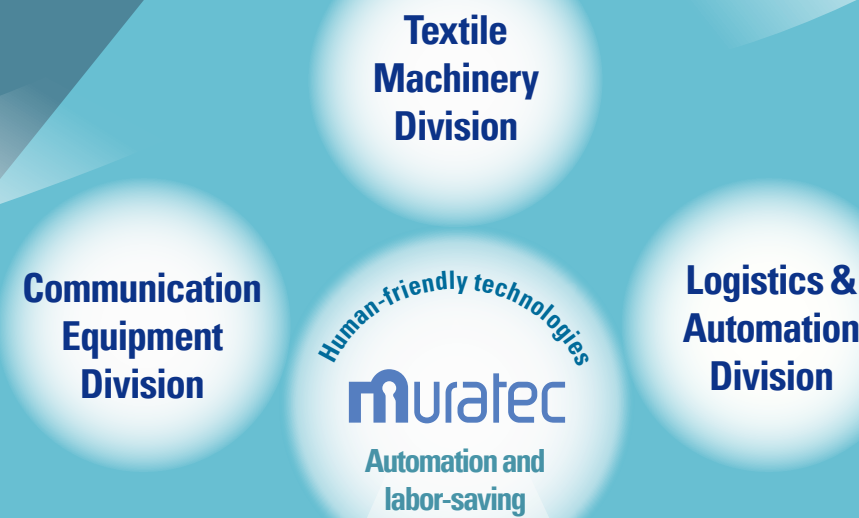 Textile
Machinery
Division
Communication
Equipment
Division
Human-friendly technologies
muratec
Automation and
labor-saving
Logistics &
Automation
Division